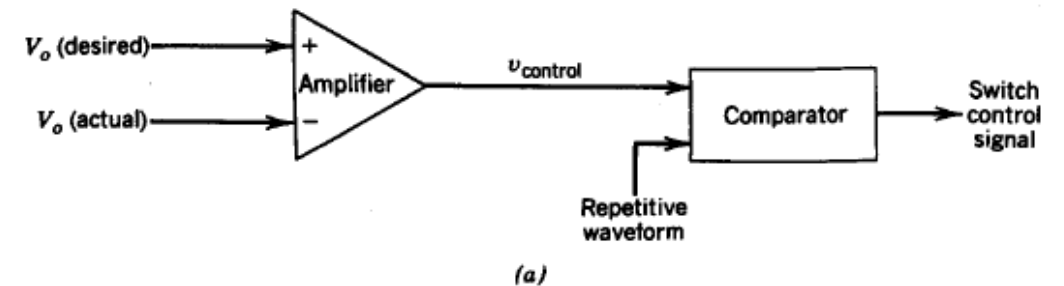 V_o (desired)
+
Amplifier
V_o (actual)
−
v_control
Comparator
Switch
control
signal
Repetitive
waveform
(a)